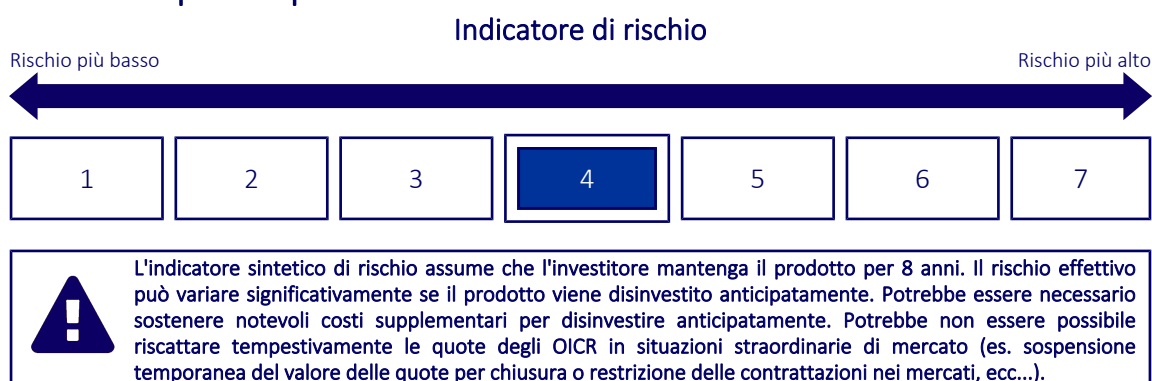 Indicatore di rischio
Rischio più basso
Rischio più alto
1 2 3 4 5 6 7
L'indicatore sintetico di rischio assume che l'investitore mantenga il prodotto per 8 anni. Il rischio effettivo
può variare significativamente se il prodotto viene disinvestito anticipatamente. Potrebbe essere necessario
sostenere notevoli costi supplementari per disinvestire anticipatamente. Potrebbe non essere possibile
riscattare tempestivamente le quote degli OICR in situazioni straordinarie di mercato (es. sospensione
temporanea del valore delle quote per chiusura o restrizione delle contrattazioni nei mercati, ecc...).